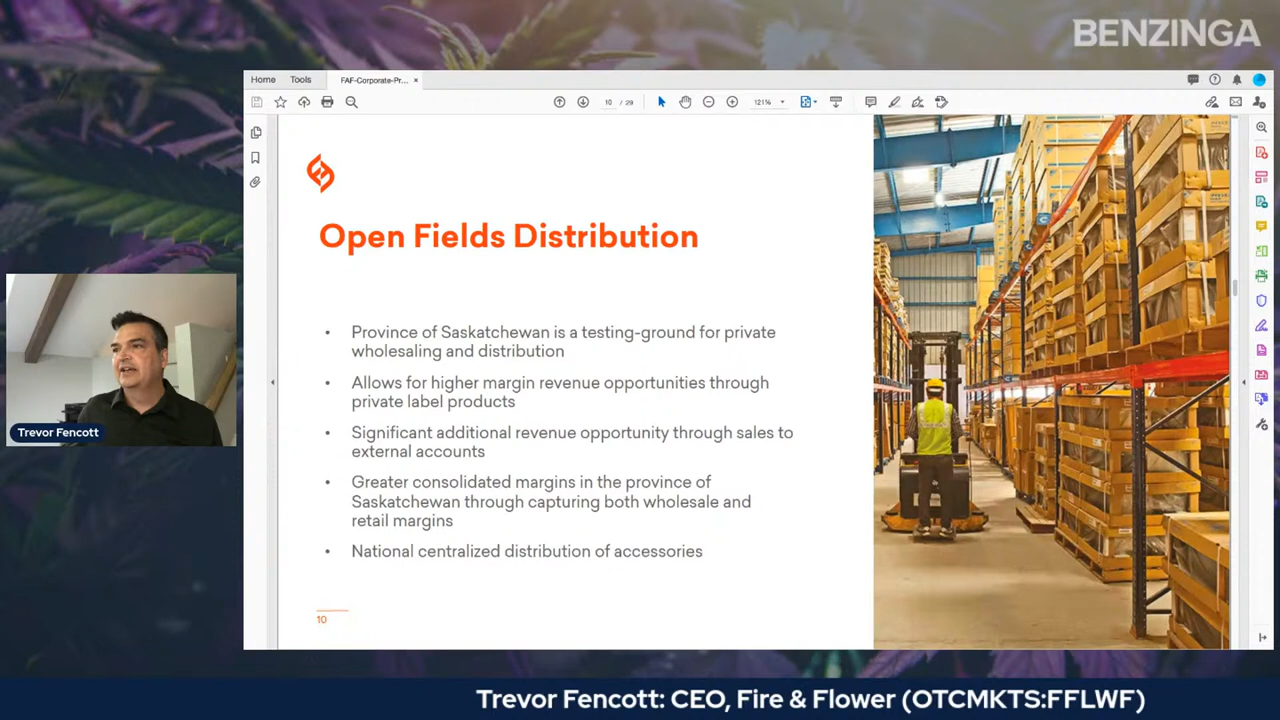 BENZINGA
Home Tools FAF-Corporate-Pr... ×
10 / 29 121%
Open Fields Distribution
• Province of Saskatchewan is a testing-ground for private
wholesaling and distribution
• Allows for higher margin revenue opportunities through
private label products
• Significant additional revenue opportunity through sales to
external accounts
• Greater consolidated margins in the province of
Saskatchewan through capturing both wholesale and
retail margins
• National centralized distribution of accessories
10
Trevor Fencott
Trevor Fencott: CEO, Fire & Flower (OTCMKTS:FFLWF)